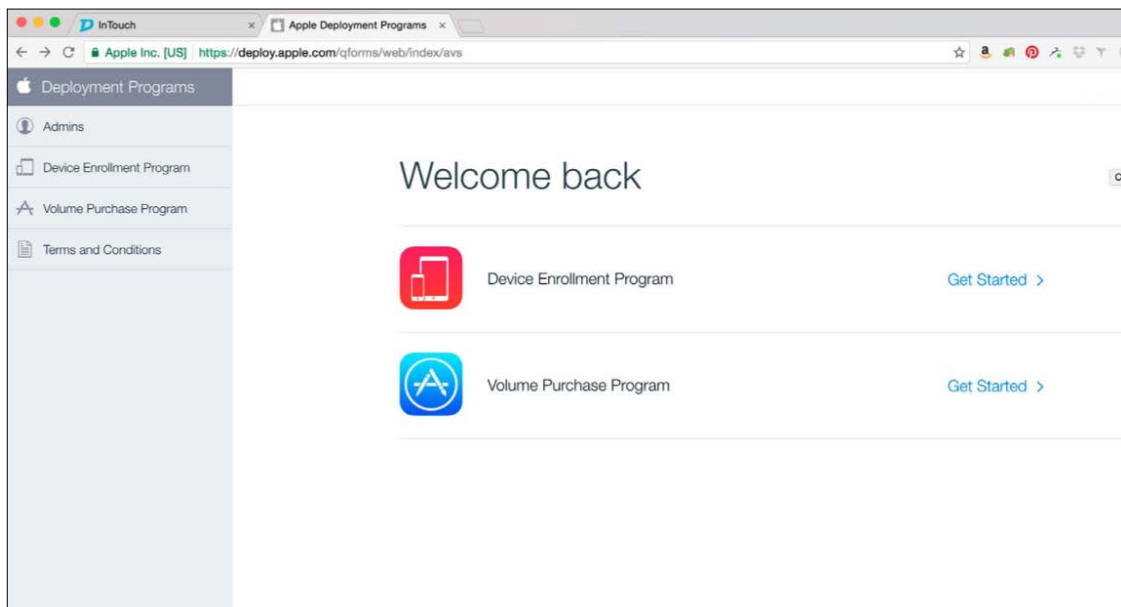 InTouch
Apple Deployment Programs
Apple Inc. [US] https://deploy.apple.com/qforms/web/index/avs
Deployment Programs
Admins
Device Enrollment Program
Volume Purchase Program
Terms and Conditions
Welcome back
Device Enrollment Program Get Started >
Volume Purchase Program Get Started >